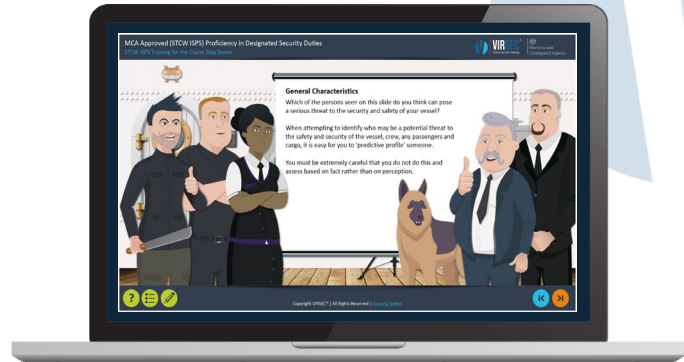 MCA Approved (STCW ISPS) Proficiency in Designated Security Duties
STCW ISPS Training for the Cruise Ship Sector
VIRSEC
Maritime and
Coastguard Agency
General Characteristics
Which of the persons seen on this slide do you think can pose
a serious threat to the security and safety of your vessel?
When attempting to identify who may be a potential threat to
the safety and security of the vessel, crew, any passengers and
cargo, it is easy for you to 'predictive profile' someone.
You must be extremely careful that you do not do this and
assess based on fact rather than on perception.
?
Copyright VIRSEC® | All Rights Reserved |